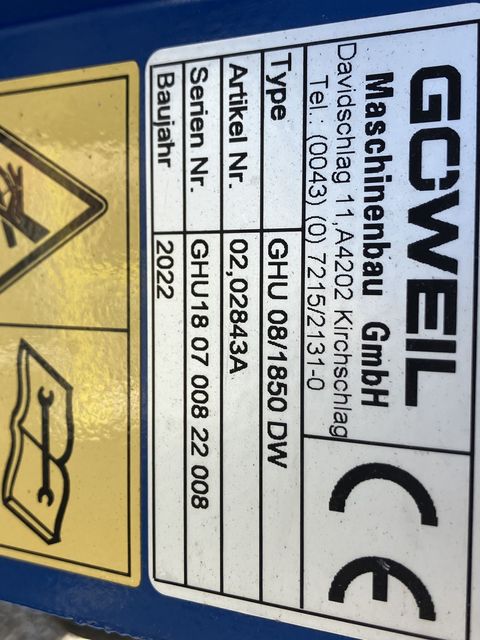 GÖWEIL
Maschinenbau GmbH
Davidschlag 11, A4202 Kirchschlag
Tel.: (0043) (0) 7215/2131-0
CE
Type GHU 08/1850 DW
Artikel Nr. 02,02843A
Serien Nr. GHU18 07 008 22 008
Baujahr 2022